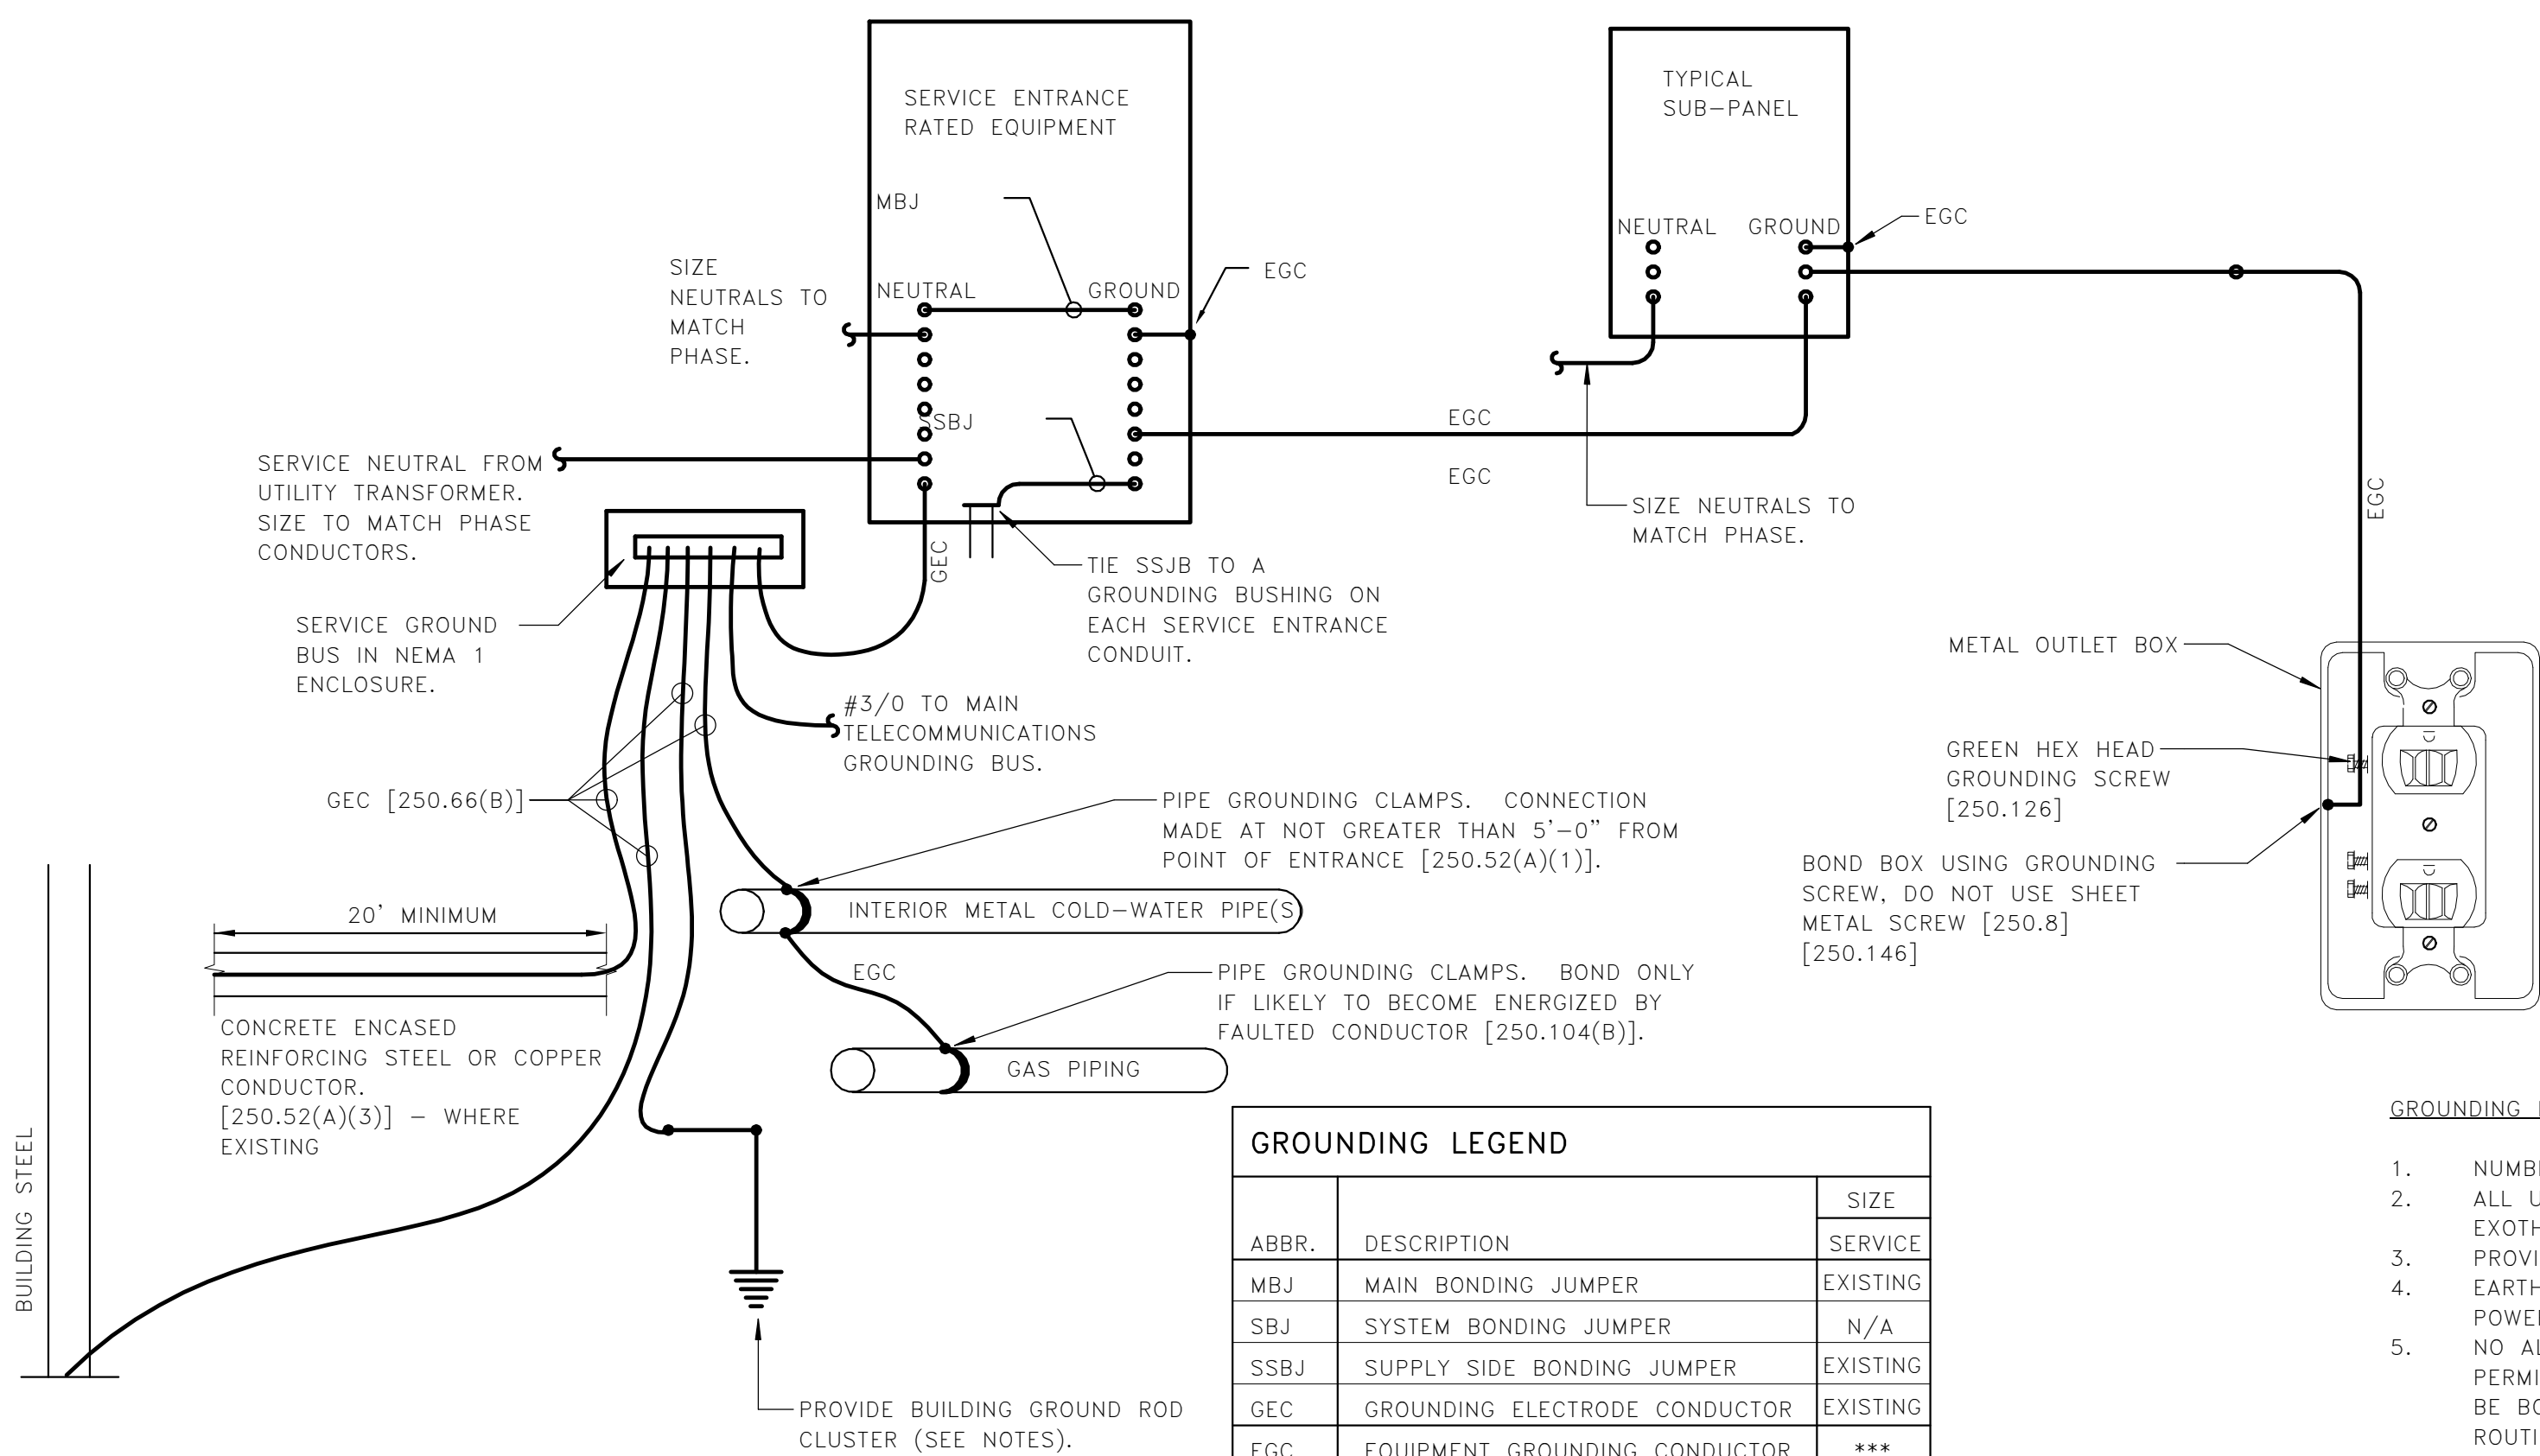 SERVICE ENTRANCE
RATED EQUIPMENT
TYPICAL
SUB-PANEL
MBJ
NEUTRAL
GROUND
EGC
SIZE
NEUTRALS TO
MATCH
PHASE.
EGC
NEUTRAL
GROUND
SSBJ
EGC
EGC
SERVICE NEUTRAL FROM
UTILITY TRANSFORMER.
SIZE TO MATCH PHASE
CONDUCTORS.
SIZE NEUTRALS TO
MATCH PHASE.
EGC
GEC
TIE SSJB TO A
GROUNDING BUSHING ON
EACH SERVICE ENTRANCE
CONDUIT.
SERVICE GROUND
BUS IN NEMA 1
ENCLOSURE.
METAL OUTLET BOX
#3/0 TO MAIN
TELECOMMUNICATIONS
GROUNDING BUS.
GREEN HEX HEAD
GROUNDING SCREW
[250.126]
GEC [250.66(B)]
PIPE GROUNDING CLAMPS. CONNECTION
MADE AT NOT GREATER THAN 5'-0" FROM
POINT OF ENTRANCE [250.52(A)(1)].
BOND BOX USING GROUNDING
SCREW, DO NOT USE SHEET
METAL SCREW [250.8]
[250.146]
20' MINIMUM
INTERIOR METAL COLD-WATER PIPE(S)
EGC
PIPE GROUNDING CLAMPS. BOND ONLY
IF LIKELY TO BECOME ENERGIZED BY
FAULTED CONDUCTOR [250.104(B)].
GAS PIPING
CONCRETE ENCASED
REINFORCING STEEL OR COPPER
CONDUCTOR.
[250.52(A)(3)] - WHERE
EXISTING
BUILDING STEEL
PROVIDE BUILDING GROUND ROD
CLUSTER (SEE NOTES).
GROUNDING LEGEND
SIZE
ABBR. DESCRIPTION SERVICE
MBJ MAIN BONDING JUMPER EXISTING
SBJ SYSTEM BONDING JUMPER N/A
SSBJ SUPPLY SIDE BONDING JUMPER EXISTING
GEC GROUNDING ELECTRODE CONDUCTOR EXISTING
EGC EQUIPMENT GROUNDING CONDUCTOR ***
GROUNDING
1.
2. ALL
3.
4.
5. NO